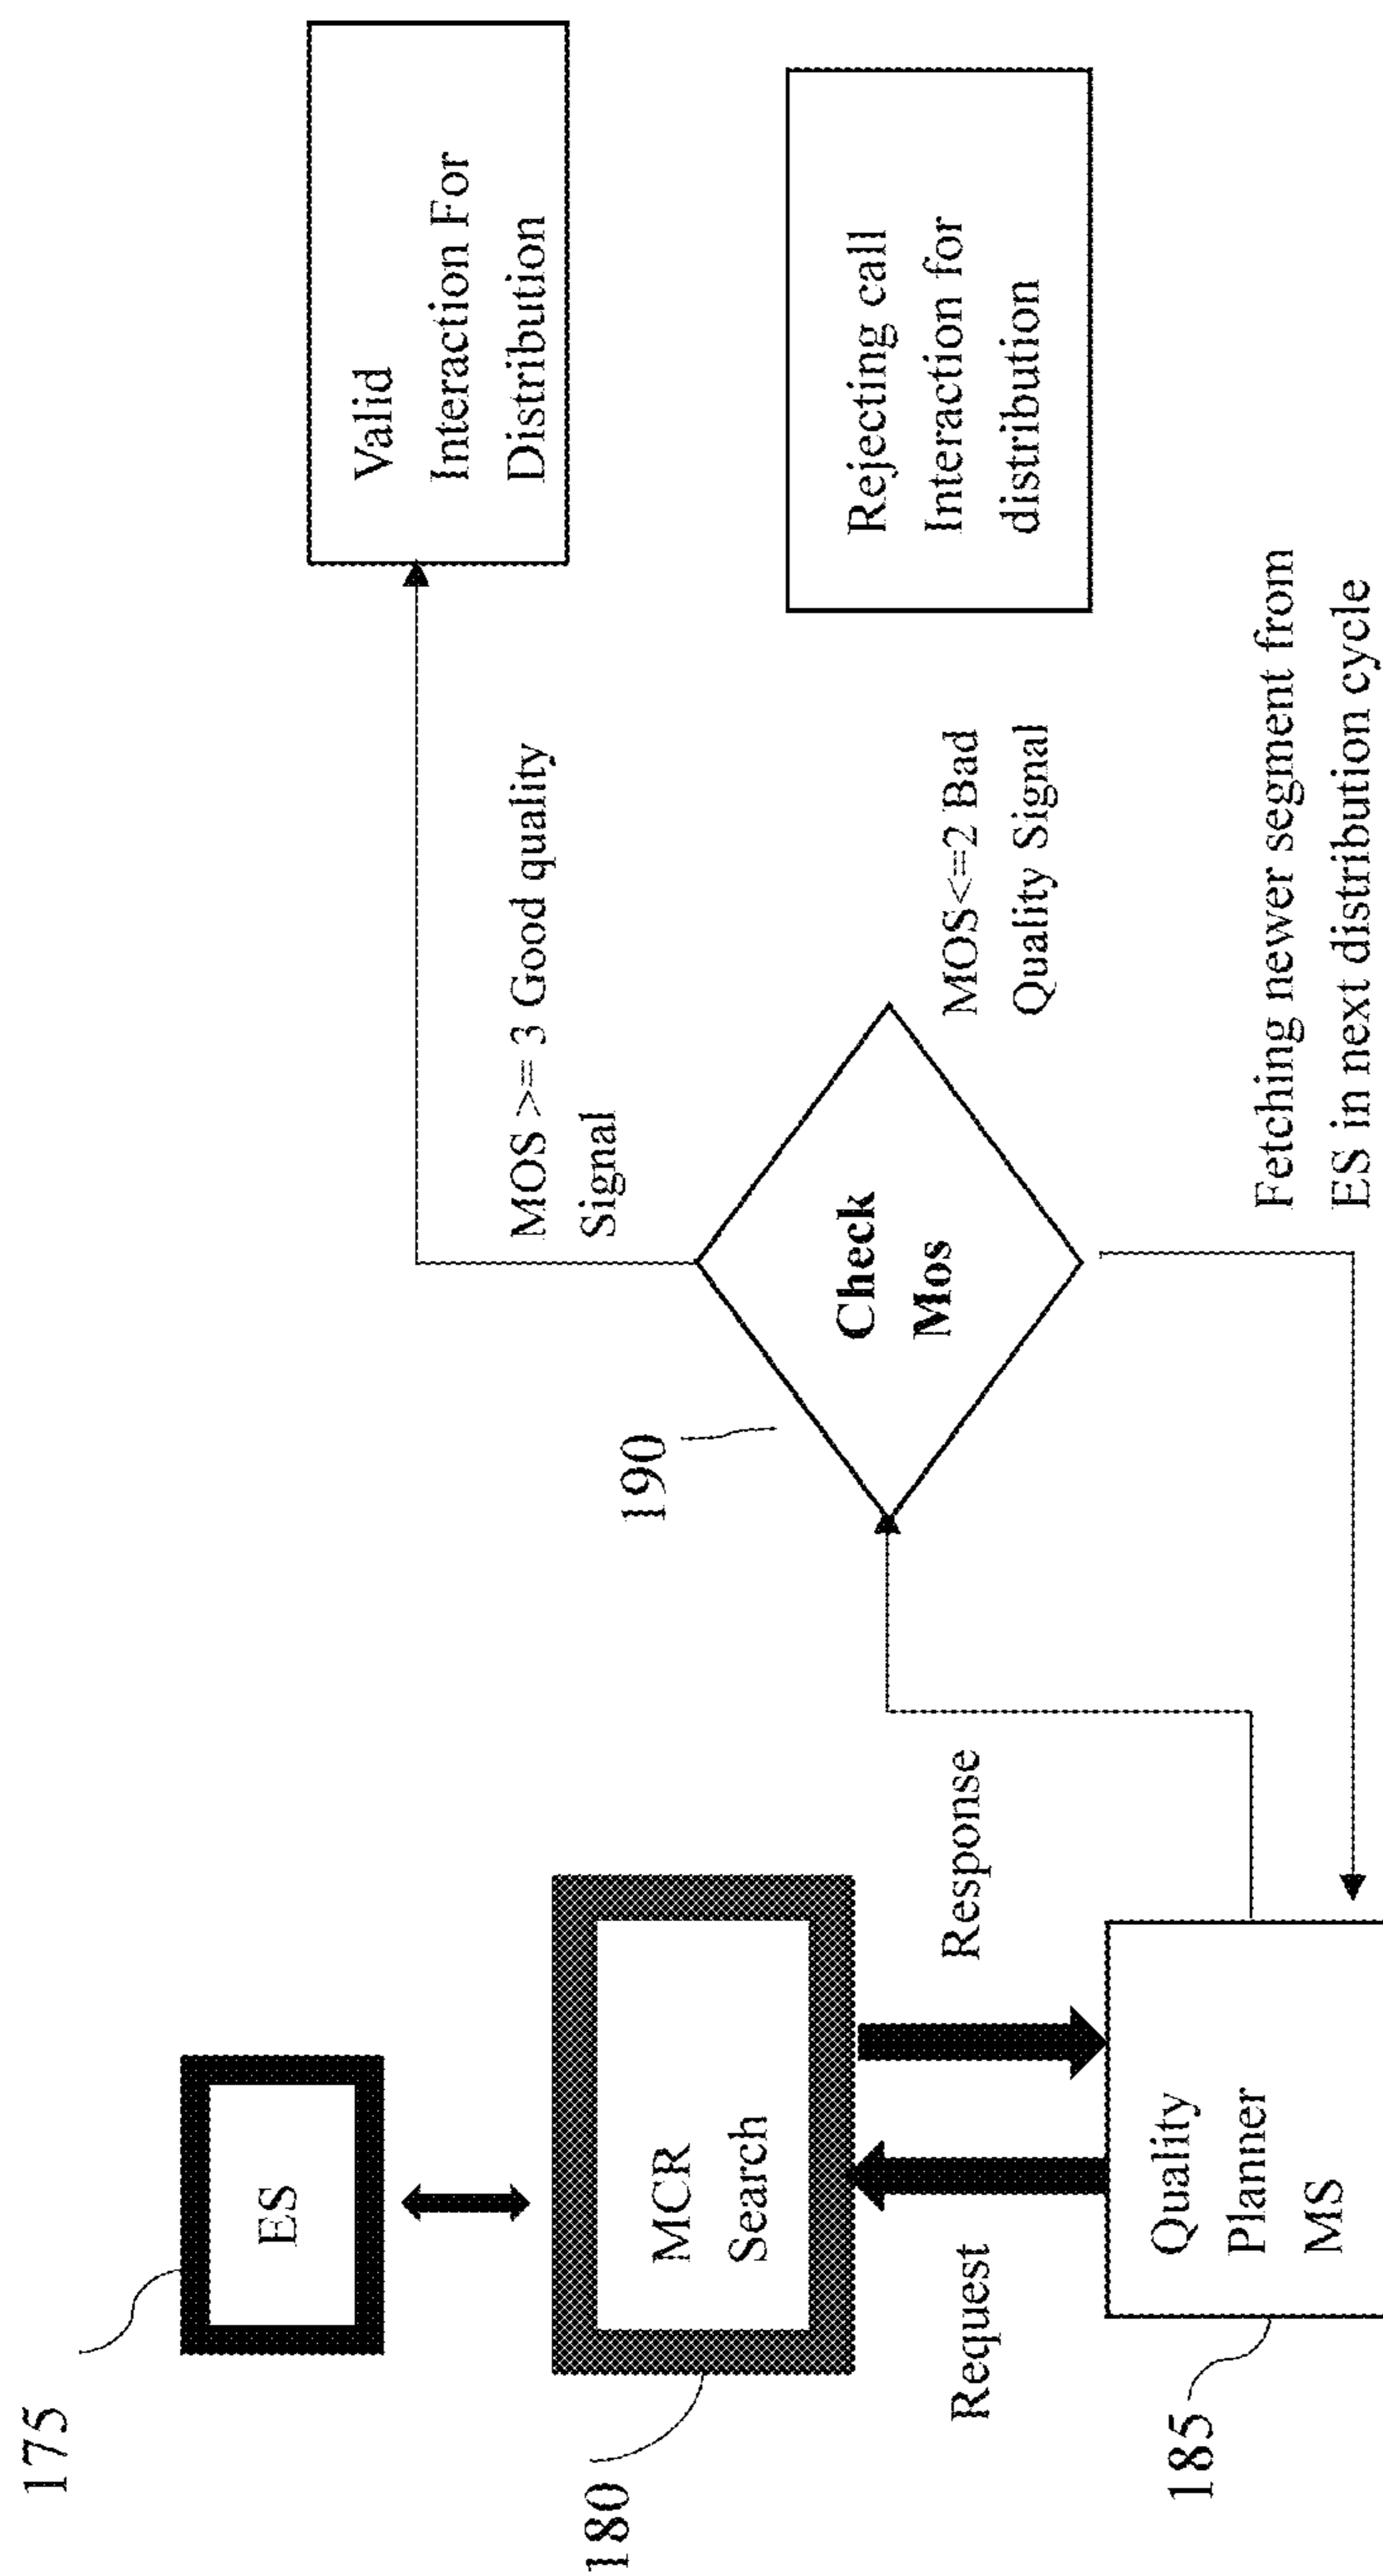 175
ES
180
MCR
Search
Request
Response
185
Quality
Planner
MS
190
Check
Mos
MOS >= 3 Good quality
Signal
Valid
Interaction For
Distribution
MOS<=2 Bad
Quality Signal
Rejecting call
Interaction for
distribution
Fetching newer segment from
ES in next distribution cycle